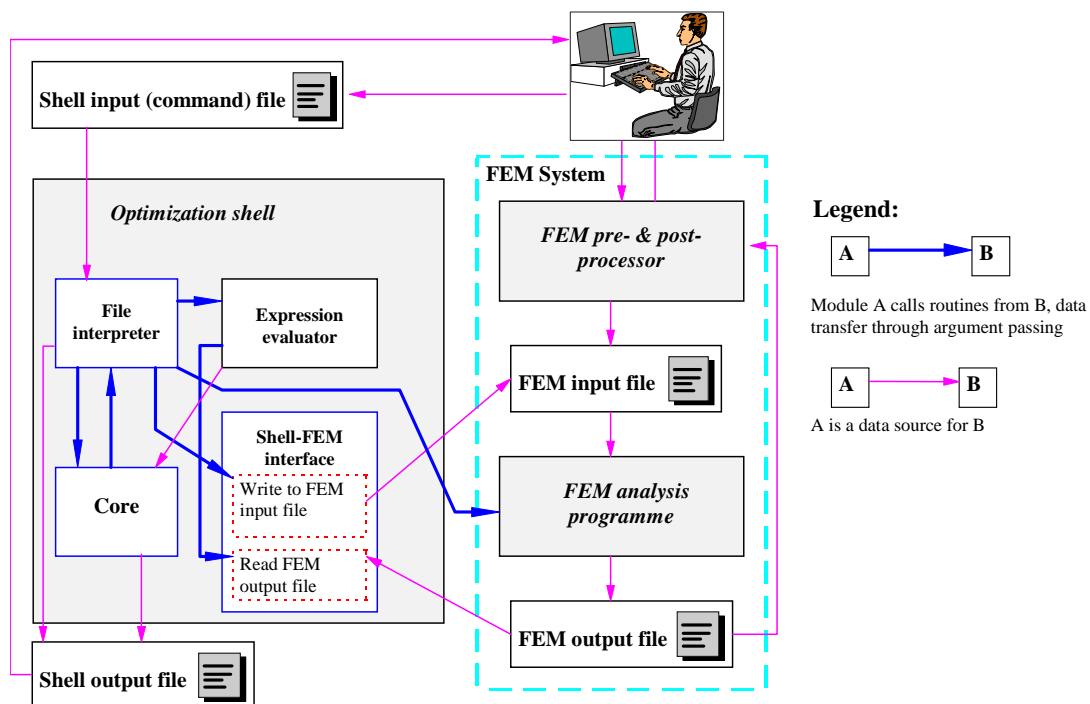 Shell input (command) file
FEM System
Optimization shell
FEM pre- & post-
processor
Legend:
A
B
Module A calls routines from B, data
transfer through argument passing
A
B
A is a data source for B
File
interpreter
Expression
evaluator
FEM input file
Shell-FEM
interface
Write to FEM
input file
Core
FEM analysis
programme
Read FEM
output file
FEM output file
Shell output file